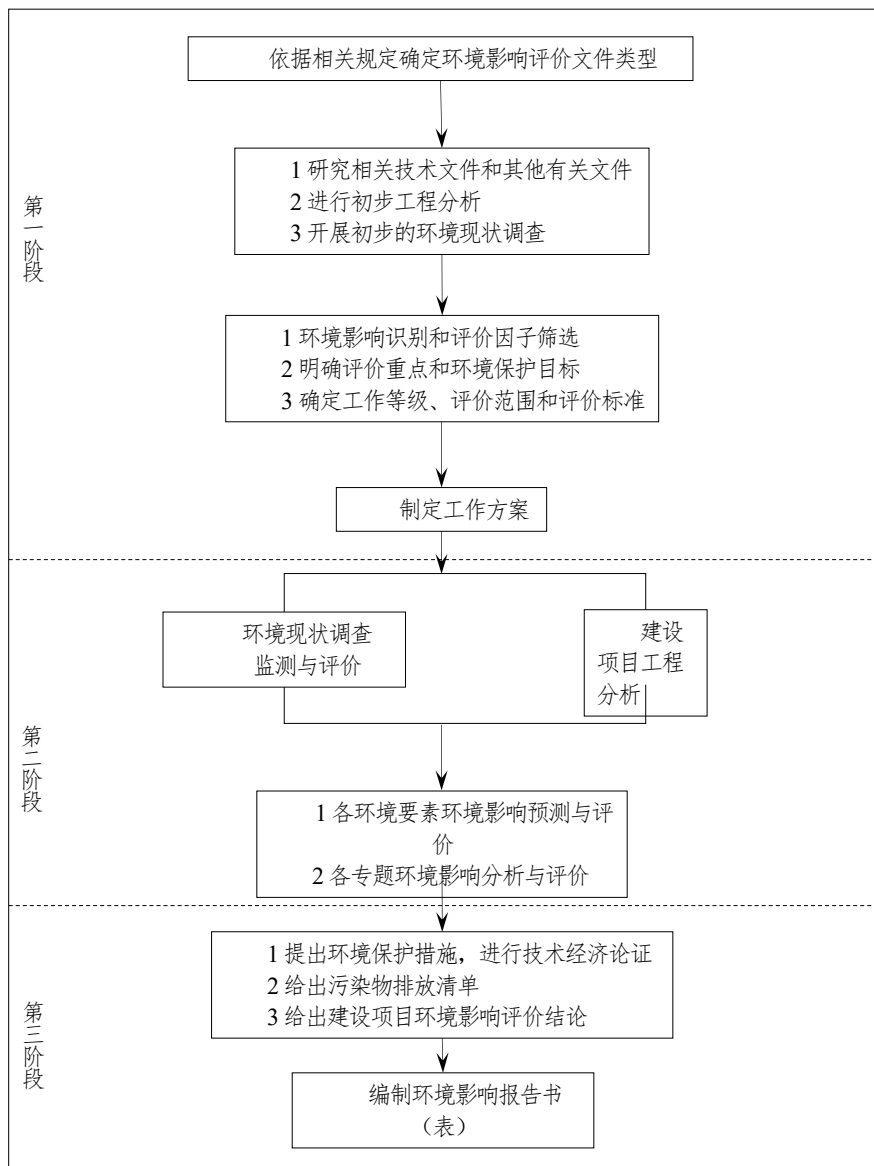 依据相关规定确定环境影响评价文件类型
1 研究相关技术文件和其他有关文件
2 进行初步工程分析
3 开展初步的环境现状调查
第一阶段
1 环境影响识别和评价因子筛选
2 明确评价重点和环境保护目标
3 确定工作等级、评价范围和评价标准
制定工作方案
环境现状调查
监测与评价
建设
项目工程
分析
第二阶段
1 各环境要素环境影响预测与评
价
2 各专题环境影响分析与评价
1 提出环境保护措施，进行技术经济论证
2 给出污染物排放清单
3 给出建设项目环境影响评价结论
第三阶段
编制环境影响报告书
（表）